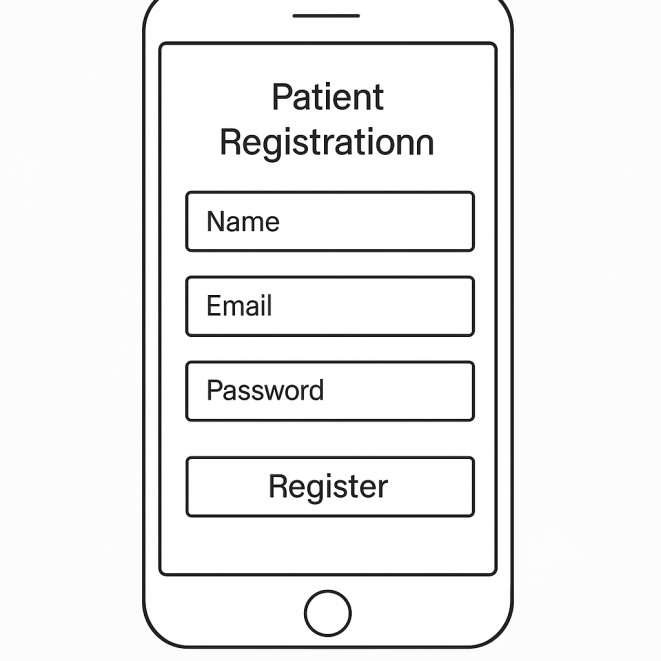 Patient
Registrationn
Name
Email
Password
Register